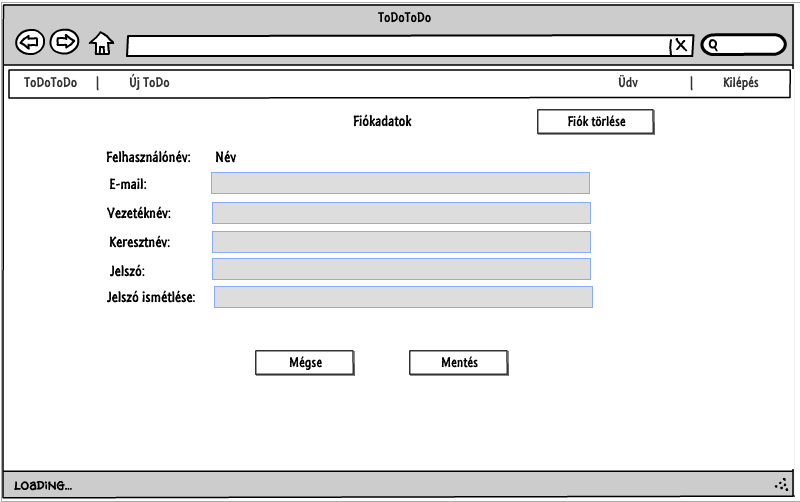 ToDoToDo
ToDoToDo | Új ToDo Üdv | Kilépés
Fiókadatok Fiók törlése
Felhasználónév: Név
E-mail:
Vezetéknév:
Keresztnév:
Jelszó:
Jelszó ismétlése:
Mégse Mentés
LOADING...